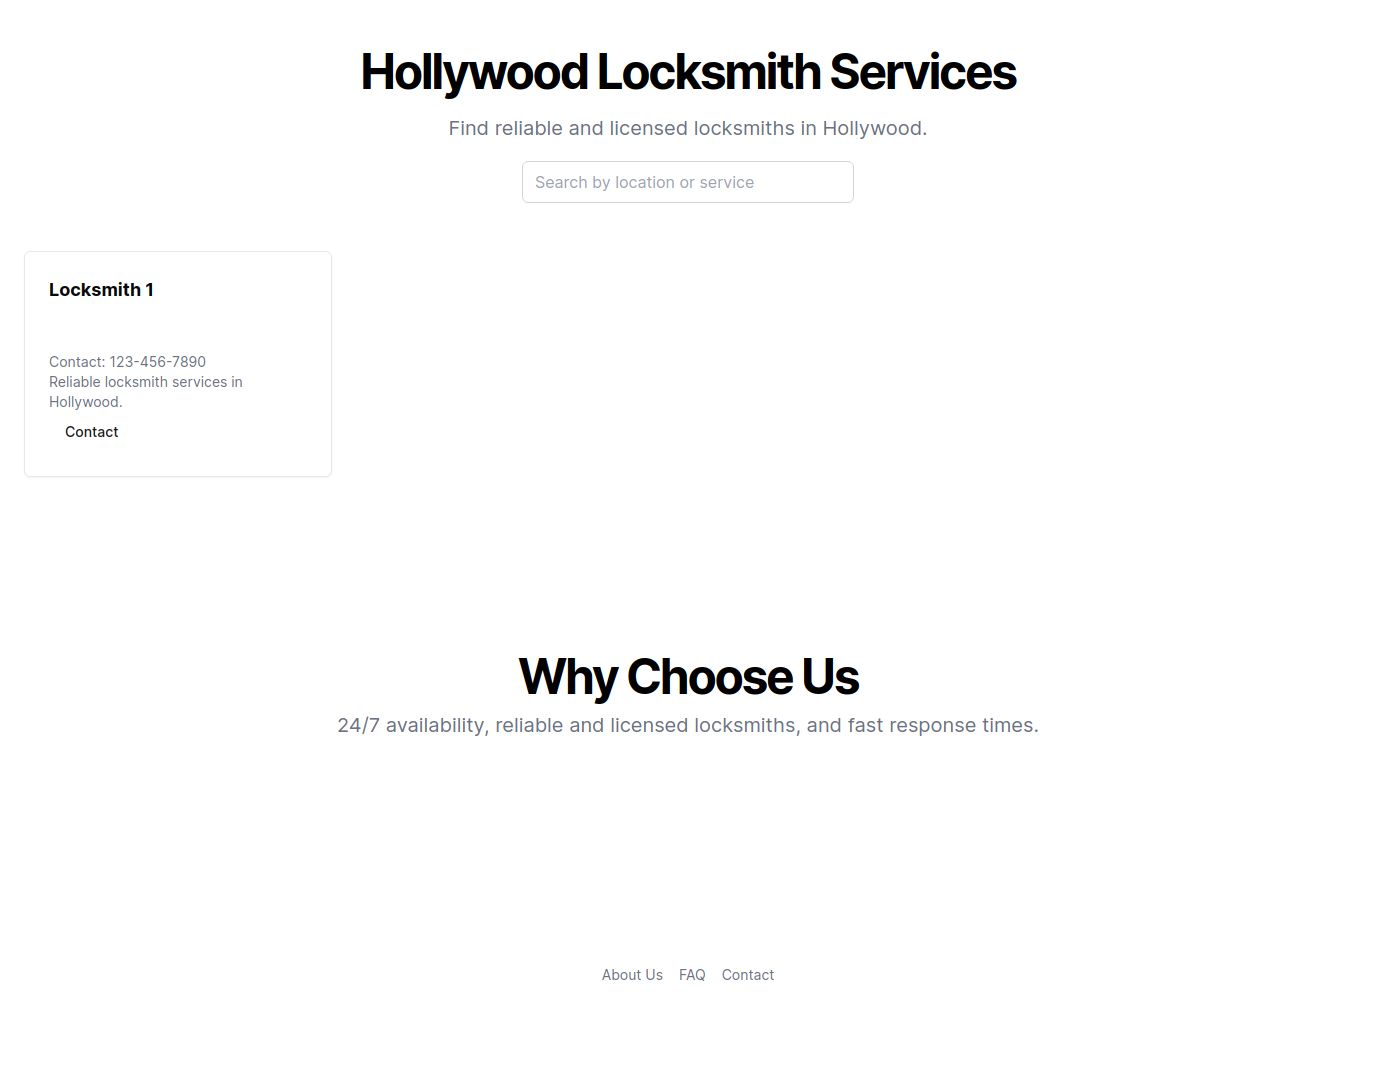 Hollywood Locksmith Services
Find reliable and licensed locksmiths in Hollywood.
Search by location or service
Locksmith 1
Contact: 123-456-7890
Reliable locksmith services in
Hollywood.
Contact
Why Choose Us
24/7 availability, reliable and licensed locksmiths, and fast response times.
About Us FAQ Contact